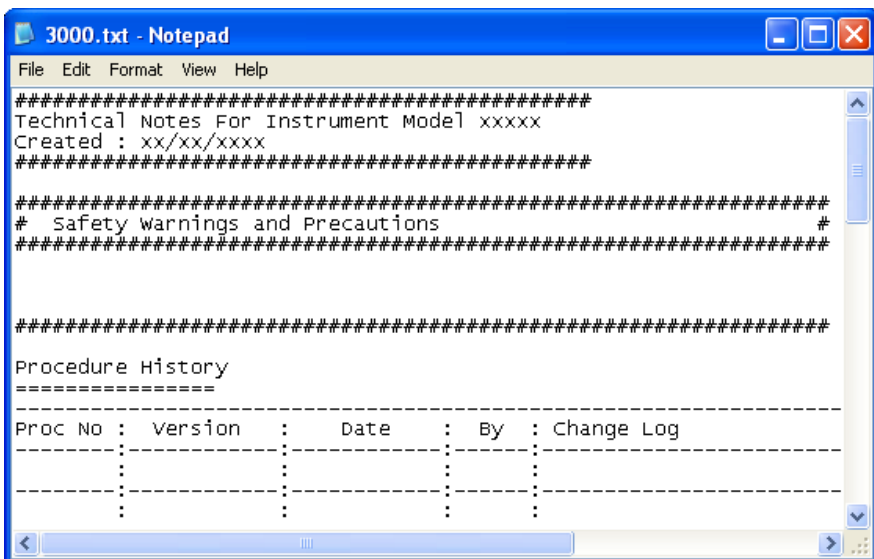 3000.txt - Notepad
File Edit Format View Help
##############################################
Technical Notes For Instrument Model xxxxx
Created : xx/xx/xxxx
##############################################
#################################################################
#  Safety Warnings and Precautions                              #
#################################################################
#################################################################
Procedure History
================
------------------------------------------------------------------
Proc No :  Version   :    Date    :  By  : Change Log
--------:------------:------------:------:------------------------
        :            :            :      :
--------:------------:------------:------:------------------------
        :            :            :      :